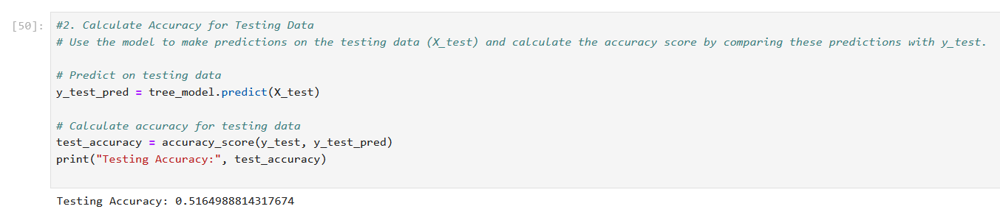 [50]: #2. Calculate Accuracy for Testing Data
# Use the model to make predictions on the testing data (X_test) and calculate the accuracy score by comparing these predictions with y_test.
# Predict on testing data
y_test_pred = tree_model.predict(X_test)
# Calculate accuracy for testing data
test_accuracy = accuracy_score(y_test, y_test_pred)
print("Testing Accuracy:", test_accuracy)
Testing Accuracy: 0.5164988814317674